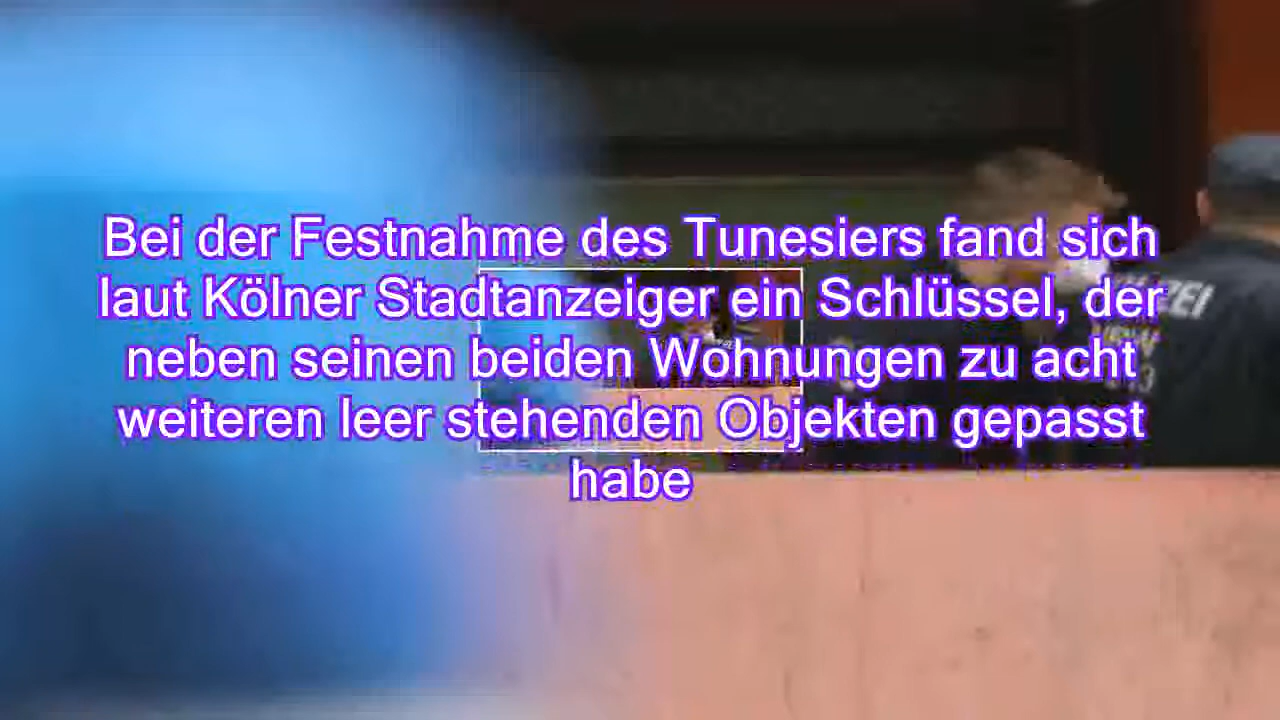 Bei der Festnahme des Tunesiers fand sich
laut Kölner Stadtanzeiger ein Schlüssel, der
neben seinen beiden Wohnungen zu acht
weiteren leer stehenden Objekten gepasst
habe